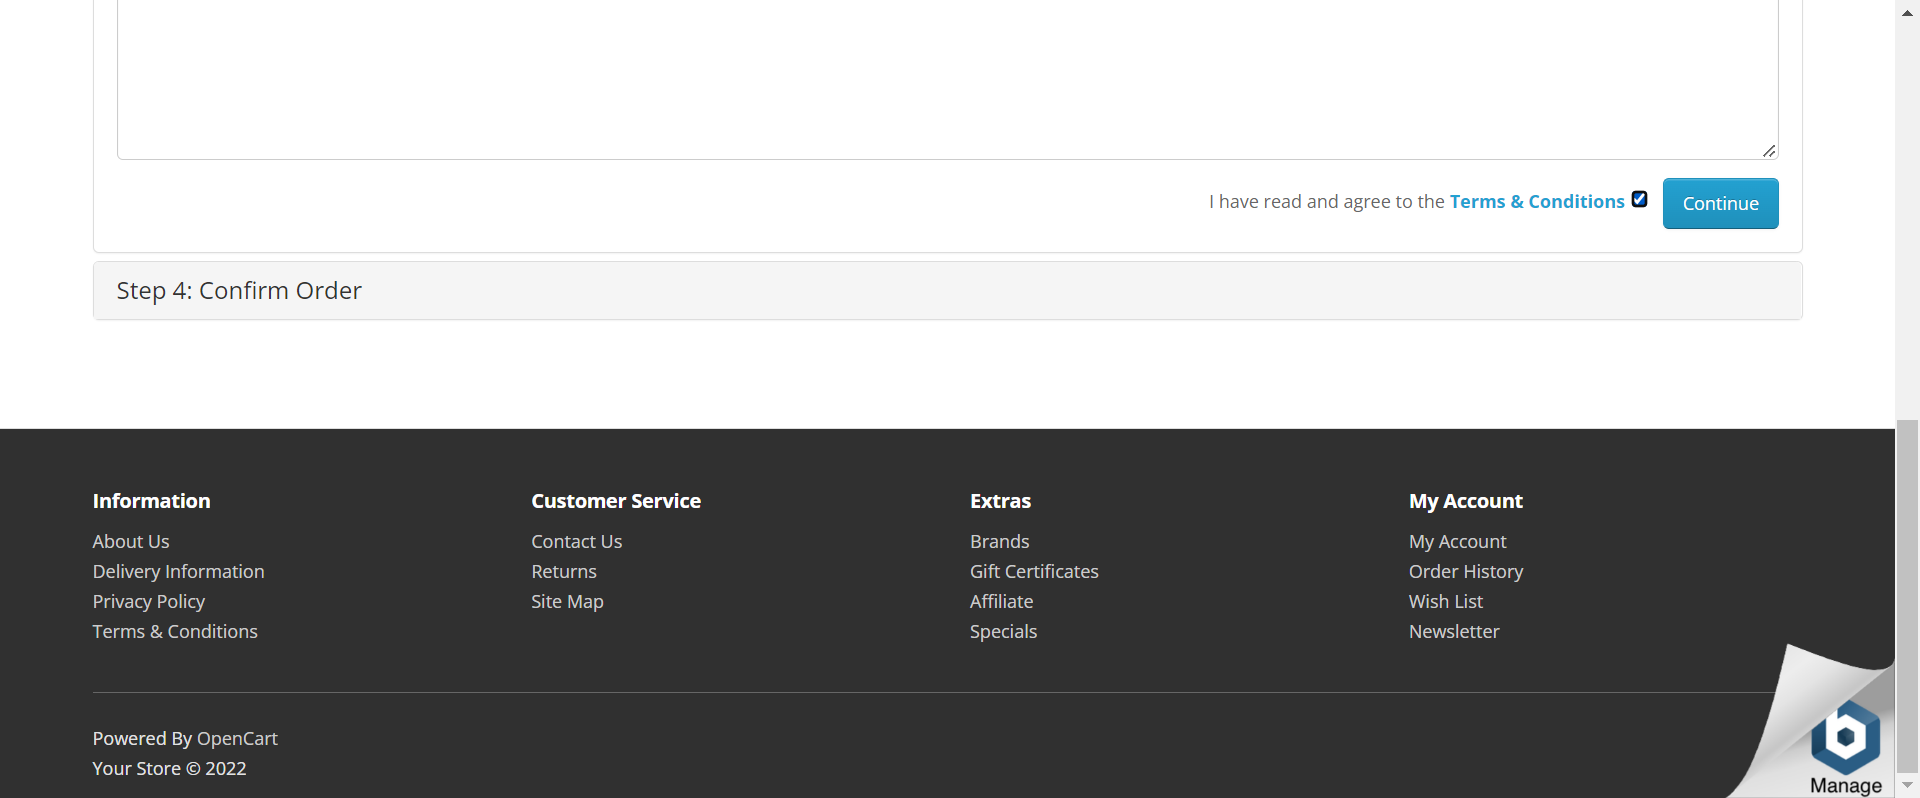 I have read and agree to the Terms & Conditions
Continue
Step 4: Confirm Order
Information
About Us
Delivery Information
Privacy Policy
Terms & Conditions
Customer Service
Contact Us
Returns
Site Map
Extras
Brands
Gift Certificates
Affiliate
Specials
My Account
My Account
Order History
Wish List
Newsletter
Powered By OpenCart
Your Store © 2022
b
Manage